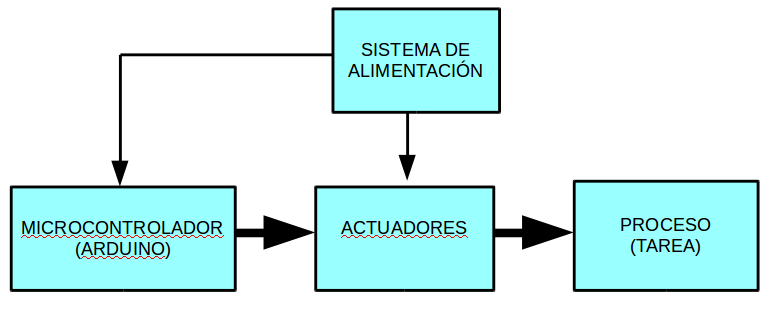 SISTEMA DE
ALIMENTACIÓN
MICROCONTROLADOR
(ARDUINO)
ACTUADORES
PROCESO
(TAREA)